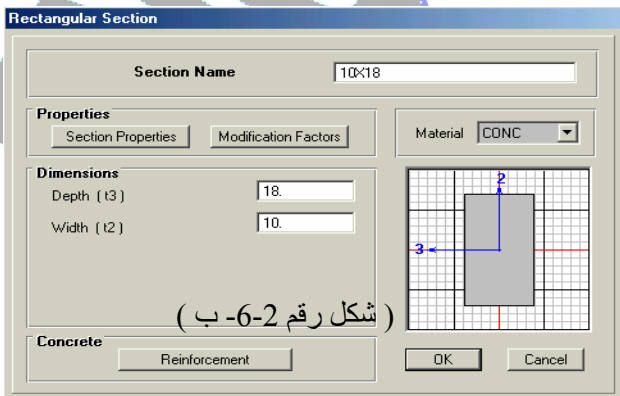 Rectangular Section
Section Name 10X18
Properties
Section Properties Modification Factors
Material CONC
Dimensions
Depth ( t3 ) 18.
Width ( t2 ) 10.
2
3
( شكل رقم 2-6- ب )
Concrete
Reinforcement
OK Cancel